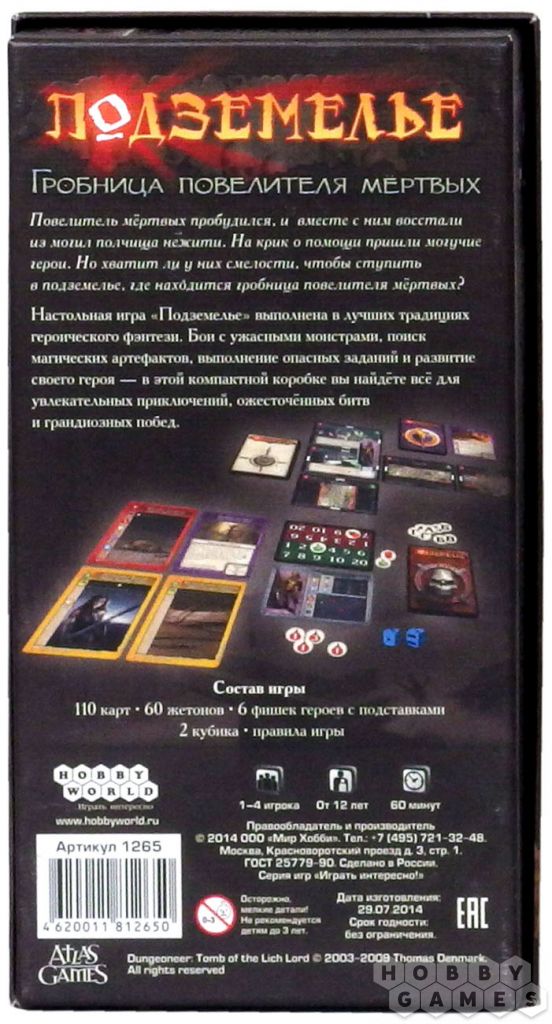 ПОДЗЕМЕЛЬЕ
ГРОБНИЦА ПОВЕЛИТЕЛЯ МЁРТВЫХ
Повелитель мёртвых пробудился, и вместе с ним восстали
из могил полчища нежити. На крик о помощи пришли могучие
герои. Но хватит ли у них смелости, чтобы ступить
в подземелье, где находится гробница повелителя мёртвых?
Настольная игра «Подземелье» выполнена в лучших традициях
героического фэнтези. Бои с ужасными монстрами, поиск
магических артефактов, выполнение опасных заданий и развитие
своего героя — в этой компактной коробке вы найдёте всё для
увлекательных приключений, ожесточённых битв
и грандиозных побед.
Состав игры
110 карт • 60 жетонов • 6 фишек героев с подставками
2 кубика • правила игры
HOBBY
WORLD
Играть интересно
www.hobbyworld.ru
1–4 игрока
От 12 лет
60 минут
Правообладатель и производитель
© 2014 ООО «Мир Хобби». Тел.: +7 (495) 721-32-48.
Москва, Красноворотский проезд д. 3, стр. 1.
ГОСТ 25779-90. Сделано в России.
Серия игр «Играть интересно!»
Артикул 1265
4 620011 812650
0-3
Осторожно,
мелкие детали!
Не рекомендуется
детям до 3 лет.
Дата изготовления:
29.07.2014
Срок годности:
без ограничения.
EAC
ATLAS
GAMES
Dungeoneer: Tomb of the Lich Lord © 2003–2009 Thomas Denmark.
All rights reserved
HOBBY
GAMES